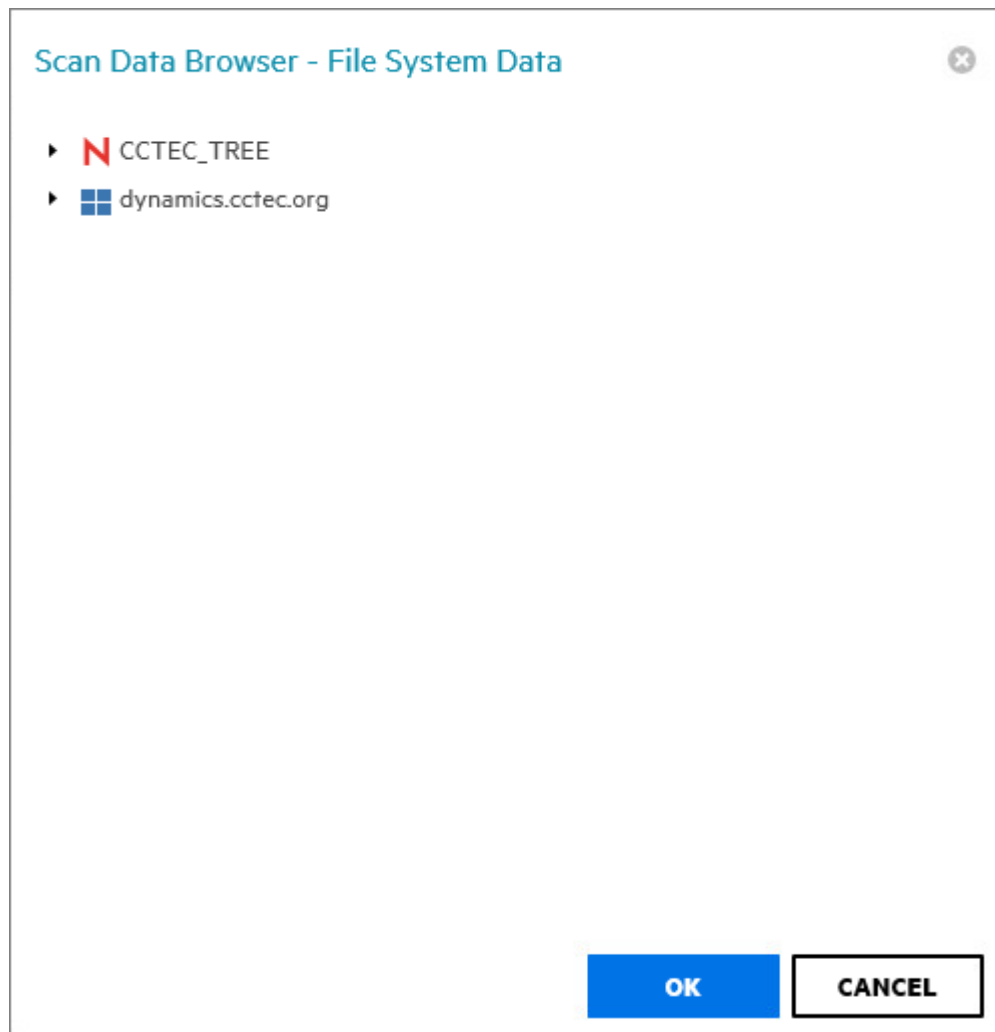 Scan Data Browser - File System Data
N CCTEC_TREE
dynamics.cctec.org
OK
CANCEL